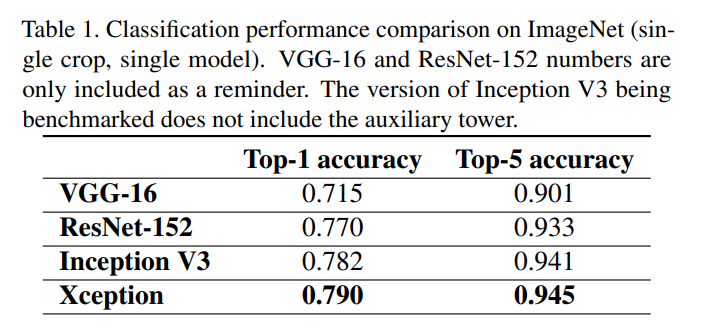 Table 1. Classification performance comparison on ImageNet (sin-
gle crop, single model). VGG-16 and ResNet-152 numbers are
only included as a reminder. The version of Inception V3 being
benchmarked does not include the auxiliary tower.
Top-1 accuracy Top-5 accuracy
VGG-16 0.715 0.901
ResNet-152 0.770 0.933
Inception V3 0.782 0.941
Xception 0.790 0.945